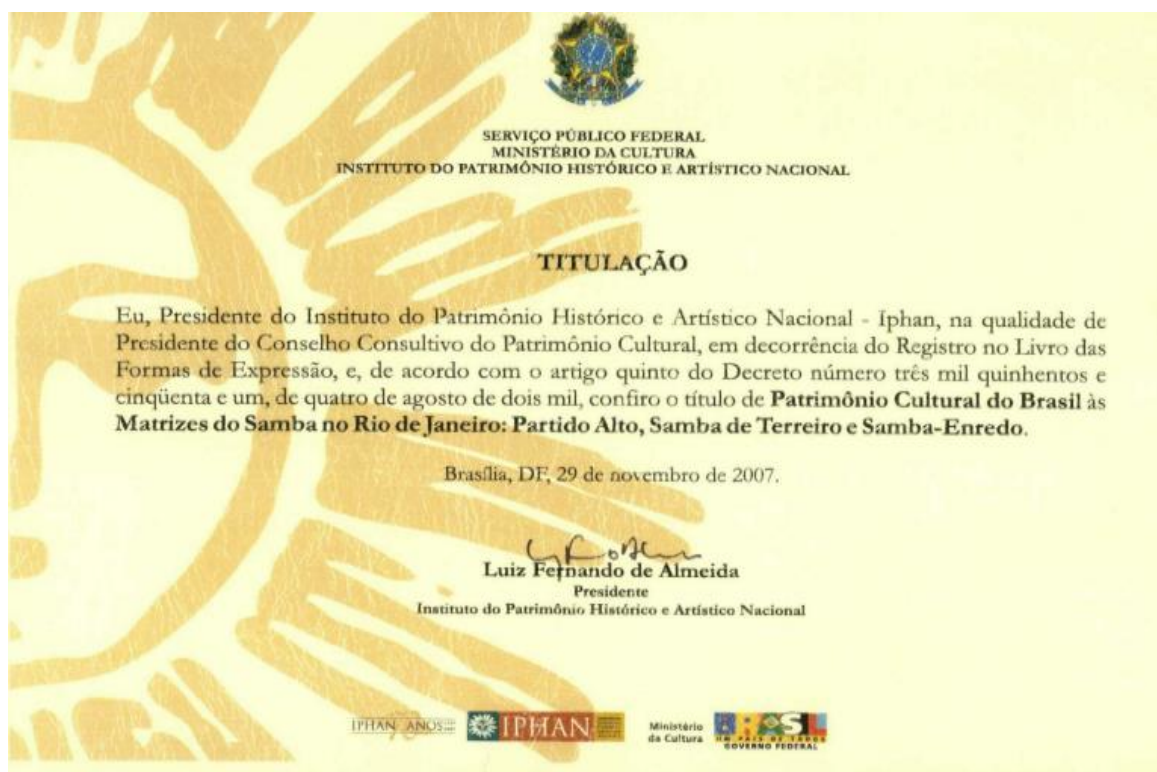 SERVIÇO PÚBLICO FEDERAL
MINISTÉRIO DA CULTURA
INSTITUTO DO PATRIMÔNIO HISTÓRICO E ARTÍSTICO NACIONAL
TITULAÇÃO
Eu, Presidente do Instituto do Patrimônio Histórico e Artístico Nacional - Iphan, na qualidade de
Presidente do Conselho Consultivo do Patrimônio Cultural, em decorrência do Registro no Livro das
Formas de Expressão, e, de acordo com o artigo quinto do Decreto número três mil quinhentos e
cinqüenta e um, de quatro de agosto de dois mil, confiro o título de Patrimônio Cultural do Brasil às
Matrizes do Samba no Rio de Janeiro: Partido Alto, Samba de Terreiro e Samba-Enredo.
Brasília, DF, 29 de novembro de 2007.
Luiz Fernando de Almeida
Presidente
Instituto do Patrimônio Histórico e Artístico Nacional
IPHAN 70 ANOS IPHAN Ministério BRASIL
da Cultura UM PAÍS DE TODOS
GOVERNO FEDERAL